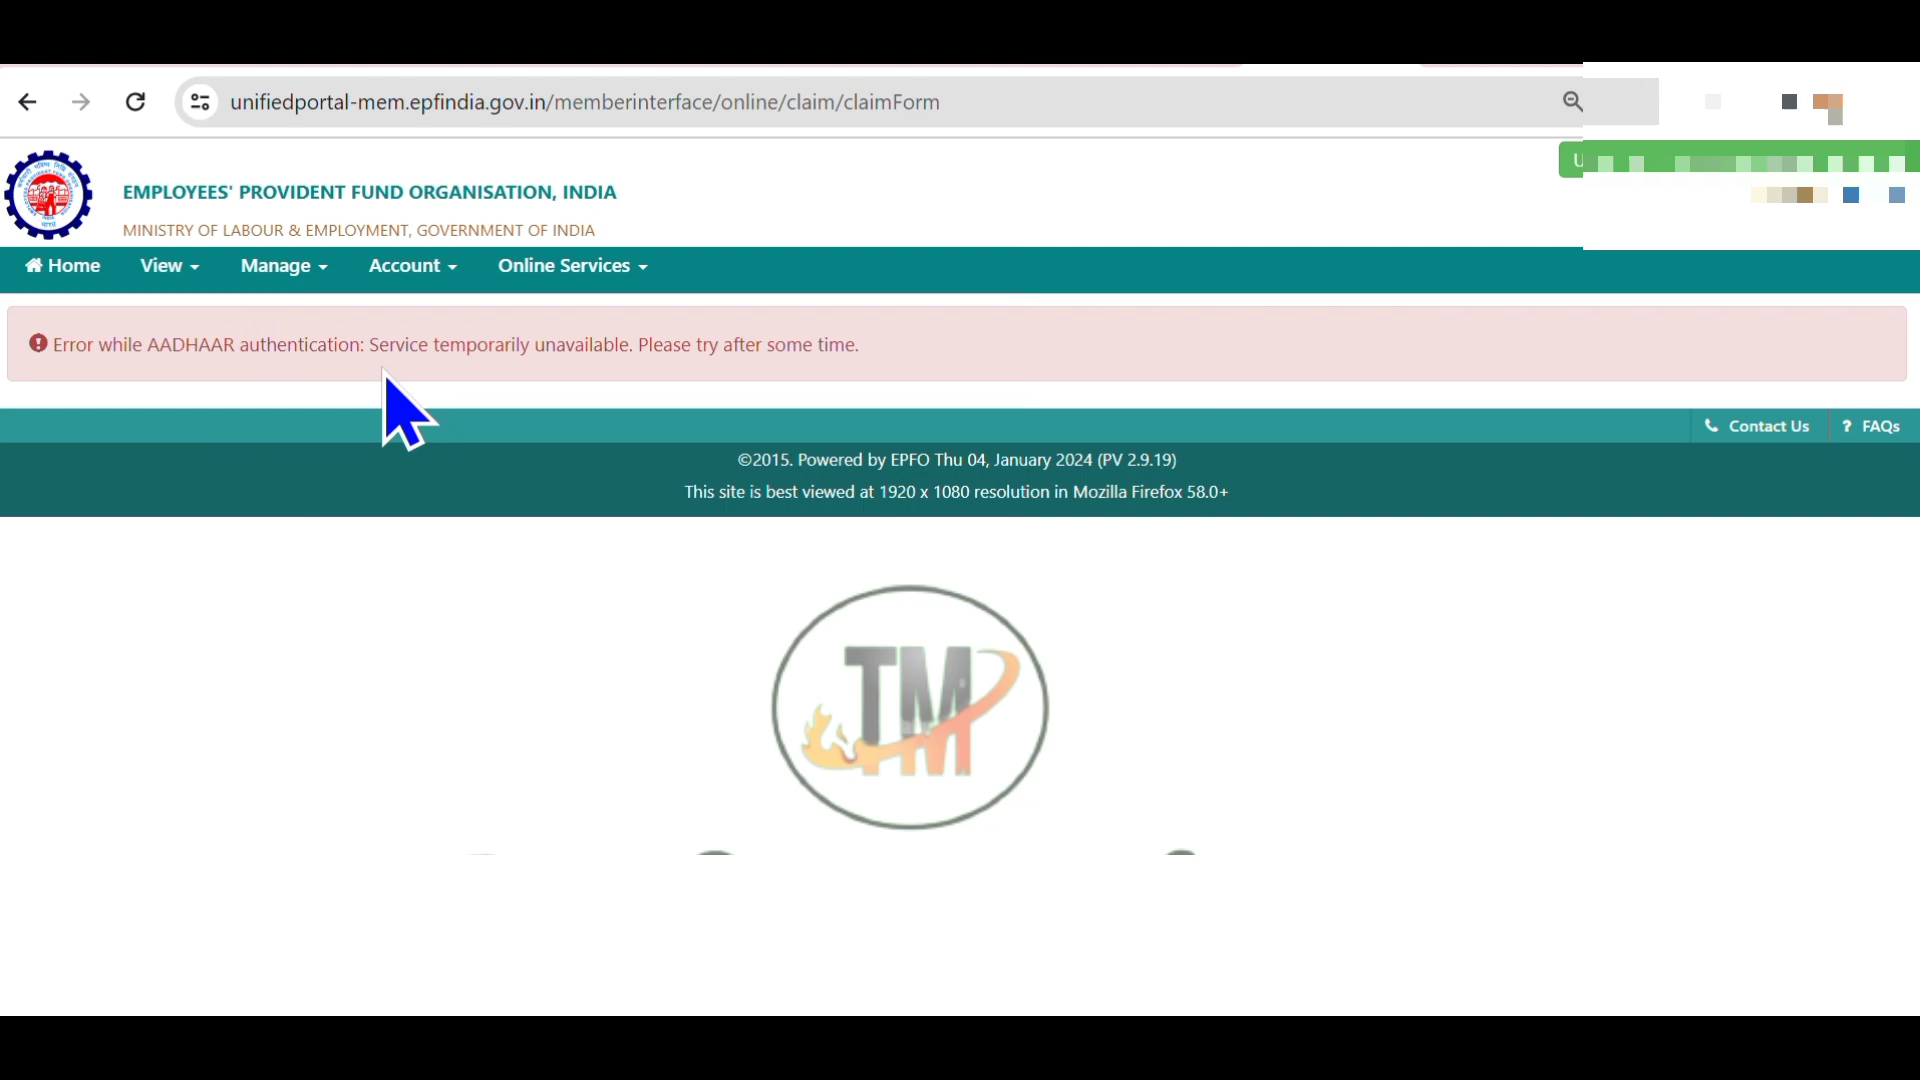 unifiedportal-mem.epfindia.gov.in/memberinterface/online/claim/claimForm
U
EMPLOYEES' PROVIDENT FUND ORGANISATION, INDIA
MINISTRY OF LABOUR & EMPLOYMENT, GOVERNMENT OF INDIA
Home View Manage Account Online Services
Error while AADHAAR authentication: Service temporarily unavailable. Please try after some time.
Contact Us ? FAQs
©2015. Powered by EPFO Thu 04, January 2024 (PV 2.9.19)
This site is best viewed at 1920 x 1080 resolution in Mozilla Firefox 58.0+
TM